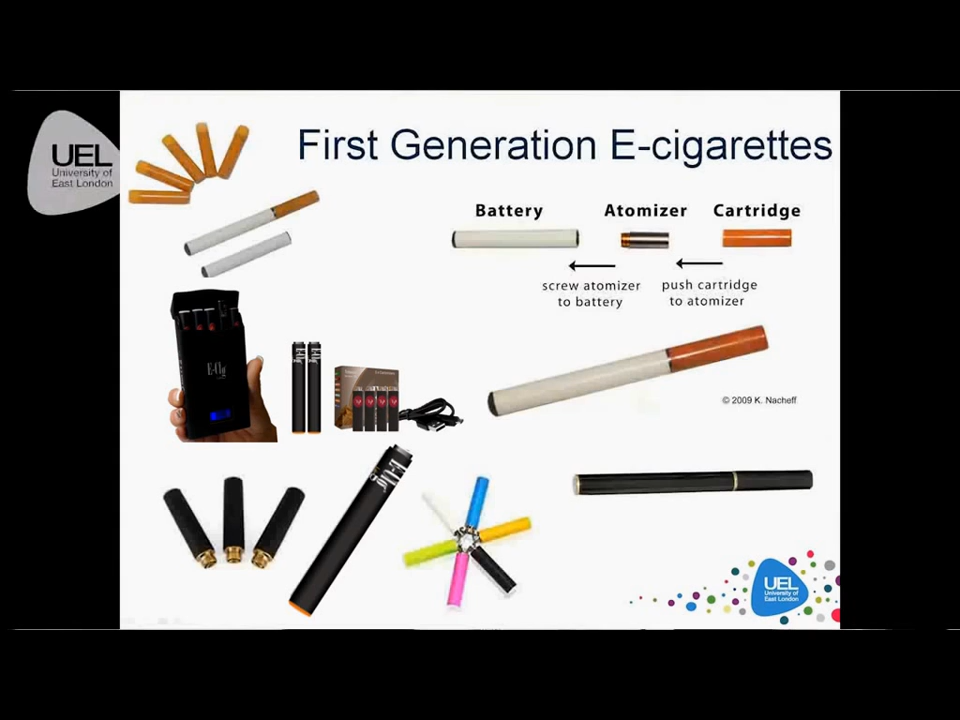 First Generation E-cigarettes
UEL
University of
East London
Battery
Atomizer
Cartridge
screw atomizer
to battery
push cartridge
to atomizer
E-Cig
© 2009 K. Nacheff
UEL
University of
East London